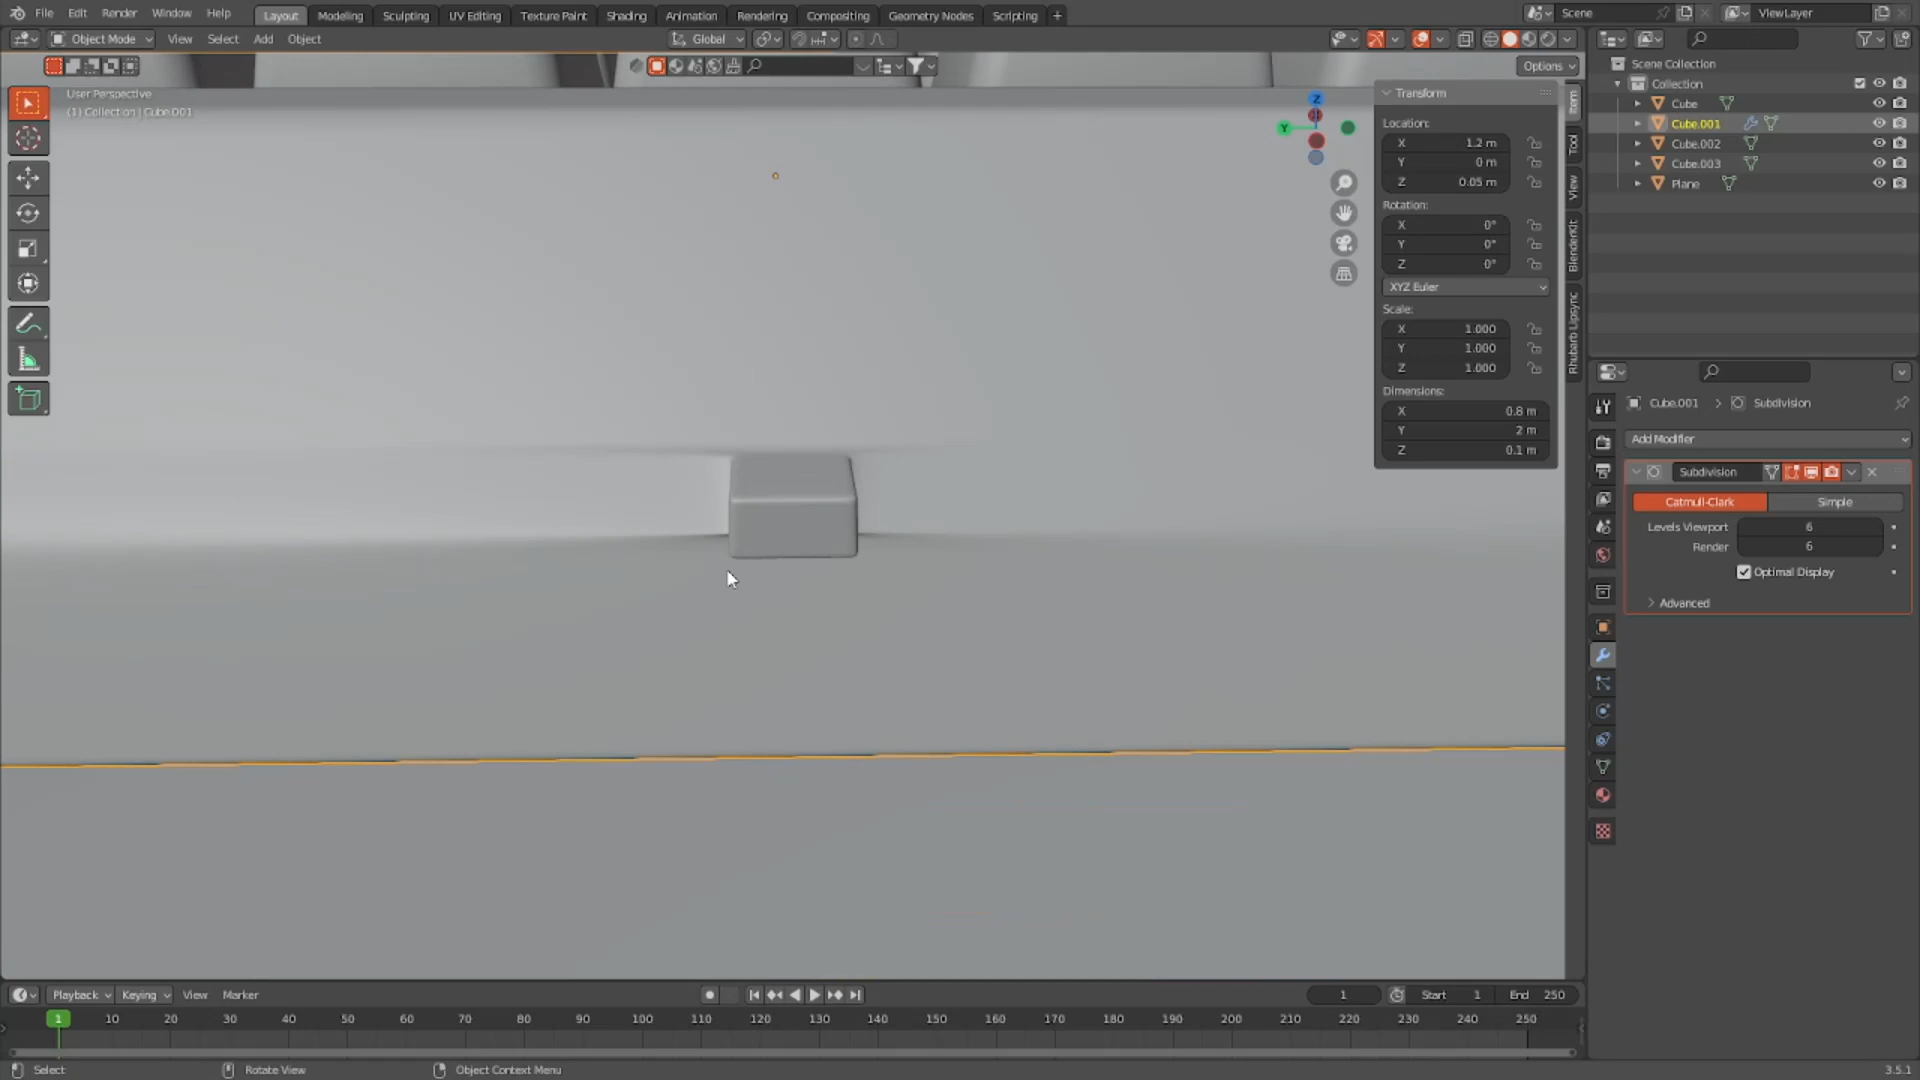 File Edit Render Window Help Layout Modeling Sculpting UV Editing Texture Paint Shading Animation Rendering Compositing Geometry Nodes Scripting + Scene ViewLayer
Object Mode View Select Add Object Global
Options
User Perspective
(1) Collection | Cube.001
Transform
Location:
X 1.2 m
Y 0 m
Z 0.05 m
Rotation:
X 0°
Y 0°
Z 0°
XYZ Euler
Scale:
X 1.000
Y 1.000
Z 1.000
Dimensions:
X 0.8 m
Y 2 m
Z 0.1 m
Z
Y
Item
Tool
View
BlenderKit
Rhubarb Lipsync
Scene Collection
Collection
Cube
Cube.001
Cube.002
Cube.003
Plane
Cube.001 > Subdivision
Add Modifier
Subdivision
Catmull-Clark Simple
Levels Viewport 6
Render 6
Optimal Display
Advanced
Playback Keying View Marker 1 Start 1 End 250
1 10 20 30 40 50 60 70 80 90 100 110 120 130 140 150 160 170 180 190 200 210 220 230 240 250
Select Rotate View Object Context Menu 3.5.1